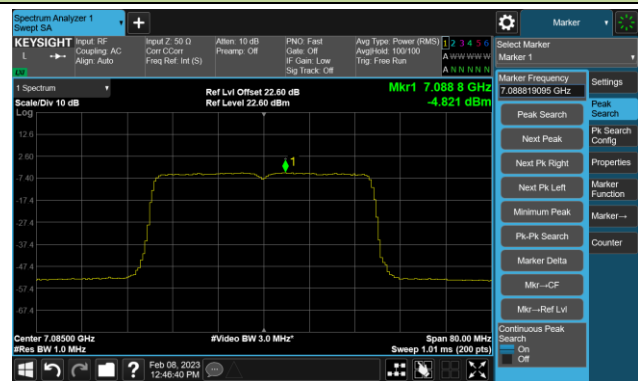 Spectrum Analyzer 1
Swept SA
Marker
KEYSIGHT Input: RF Input Z: 50 Ω Atten: 10 dB PNO: Fast Avg Type: Power (RMS) 1 2 3 4 5 6
L Coupling: AC Corr CCorr Preamp: Off Gate: Off Avg|Hold: 100/100 A W W W W W
Align: Auto Freq Ref: Int (S) IF Gain: Low Trig: Free Run
Sig Track: Off A N N N N N
LW
Select Marker
Marker 1
1 Spectrum
Scale/Div 10 dB
Log
Ref Lvl Offset 22.60 dB
Ref Level 22.60 dBm
Mkr1 7.088 8 GHz
-4.821 dBm
12.6
2.60
-7.40
-17.4
-27.4
-37.4
-47.4
-57.4
-67.4
1
Center 7.08500 GHz
#Res BW 1.0 MHz
#Video BW 3.0 MHz*
Span 80.00 MHz
Sweep 1.01 ms (200 pts)
Marker Frequency
7.088819095 GHz
Peak Search
Next Peak
Next Pk Right
Next Pk Left
Minimum Peak
Pk-Pk Search
Marker Delta
Mkr→CF
Mkr→Ref Lvl
Continuous Peak
Search
On
Off
Settings
Peak
Search
Pk Search
Config
Properties
Marker
Function
Marker→
Counter
?
Feb 08, 2023
12:46:40 PM